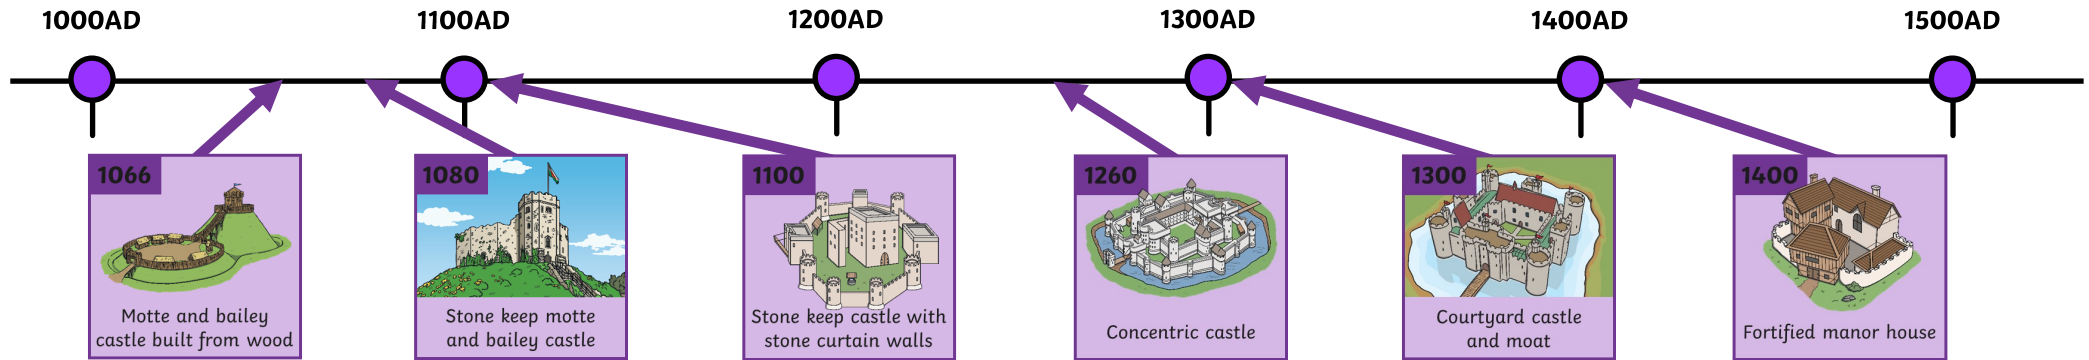 1000AD
1100AD
1200AD
1300AD
1400AD
1500AD
1066
Motte and bailey
castle built from wood
1080
Stone keep motte
and bailey castle
1100
Stone keep castle with
stone curtain walls
1260
Concentric castle
1300
Courtyard castle
and moat
1400
Fortified manor house